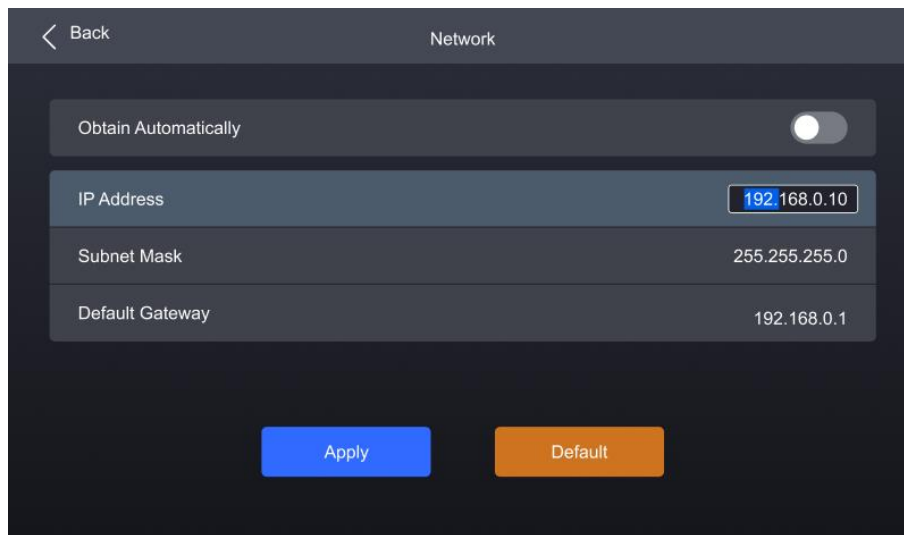 Back
Network
Obtain Automatically
IP Address 192.168.0.10
Subnet Mask 255.255.255.0
Default Gateway 192.168.0.1
Apply Default